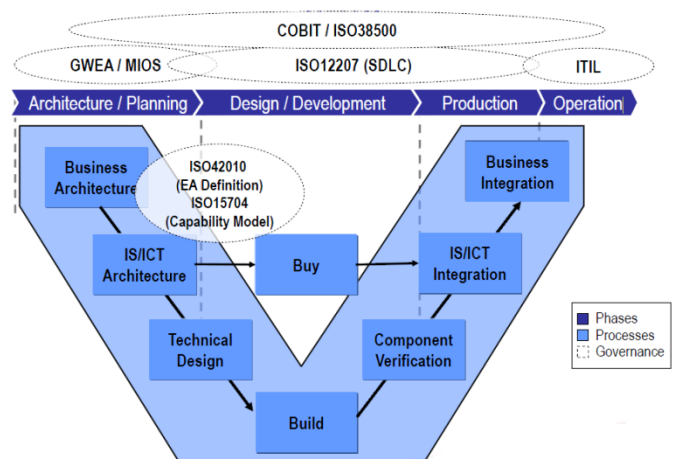 COBIT / ISO38500
GWEA / MIOS
ISO12207 (SDLC)
ITIL
Architecture / Planning
Design / Development
Production
Operation
Business
Architecture
ISO42010
(EA Definition)
ISO15704
(Capability Model)
Business
Integration
IS/ICT
Architecture
Buy
IS/ICT
Integration
Technical
Design
Component
Verification
Build
Phases
Processes
Governance